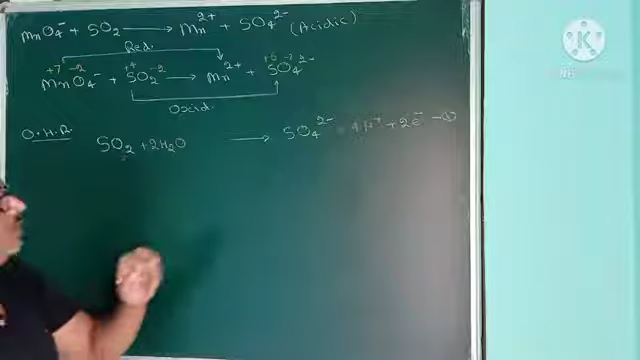 MnO₄⁻ + SO₂ → Mn²⁺ + SO₄²⁻ (Acidic)
Red.
+7 -2 +4 -2 +6 -2
MnO₄⁻ + SO₂ → Mn²⁺ + SO₄²⁻
Oxid.
O.H.R. SO₂ + 2H₂O → SO₄²⁻ + 4H⁺ + 2e⁻ -①